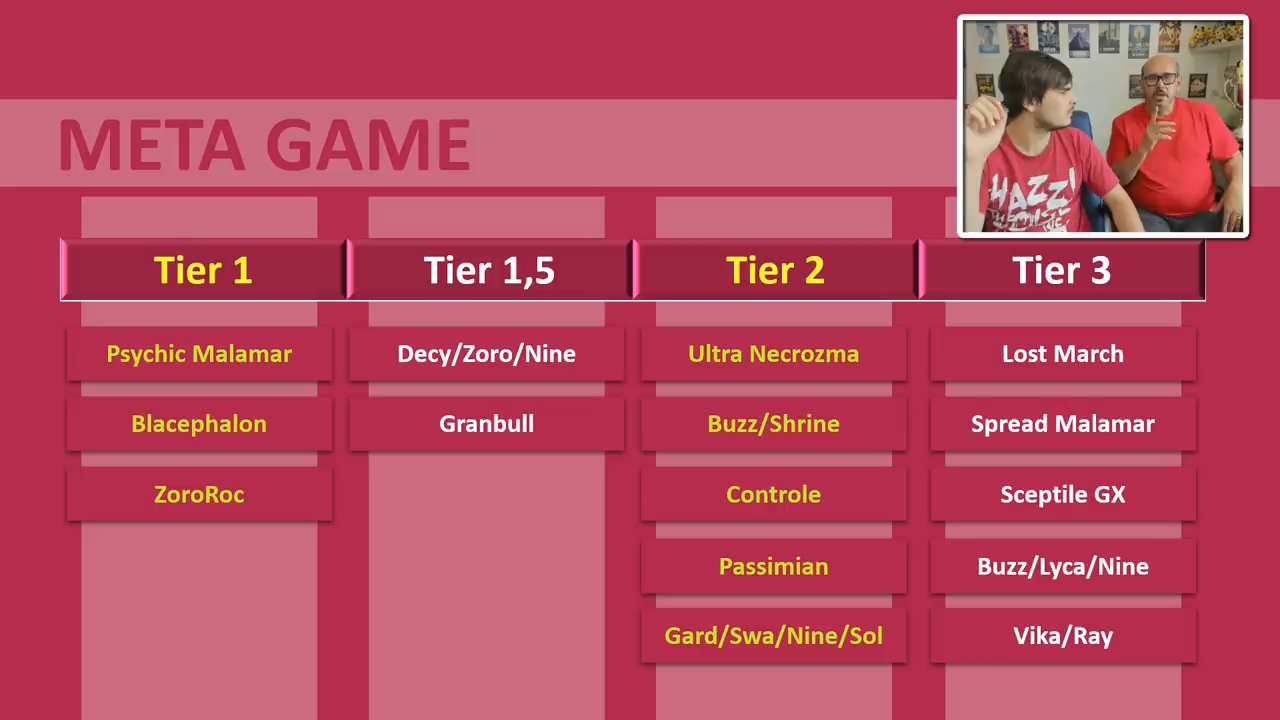 META GAME
HAZZ!
Tier 1
Tier 1,5
Tier 2
Tier 3
Psychic Malamar
Decy/Zoro/Nine
Ultra Necrozma
Lost March
Blacephalon
Granbull
Buzz/Shrine
Spread Malamar
ZoroRoc
Controle
Sceptile GX
Passimian
Buzz/Lyca/Nine
Gard/Swa/Nine/Sol
Vika/Ray